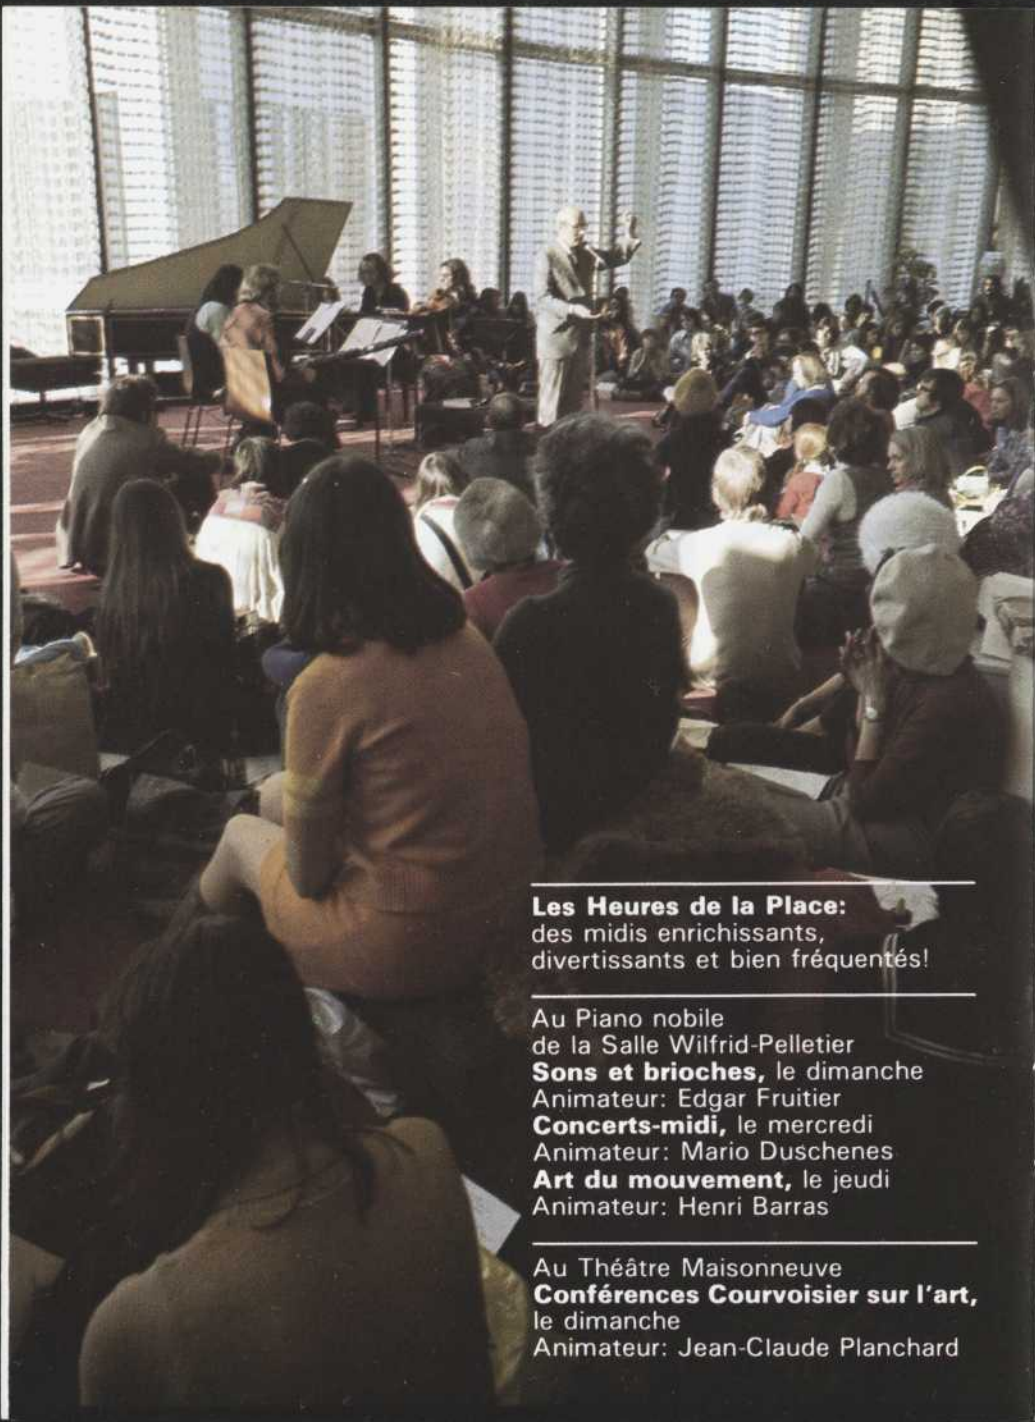 Les Heures de la Place:
des midis enrichissants,
divertissants et bien fréquentés!
Au Piano nobile
de la Salle Wilfrid-Pelletier
Sons et brioches, le dimanche
Animateur: Edgar Fruitier
Concerts-midi, le mercredi
Animateur: Mario Duschenes
Art du mouvement, le jeudi
Animateur: Henri Barras
Au Théâtre Maisonneuve
Conférences Courvoisier sur l'art,
le dimanche
Animateur: Jean-Claude Planchard